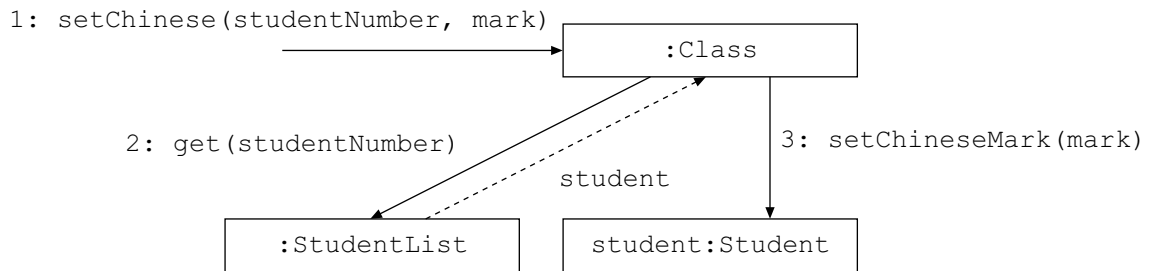 1: setChinese(studentNumber, mark)
:Class
2: get(studentNumber)
3: setChineseMark(mark)
student
:StudentList
student:Student